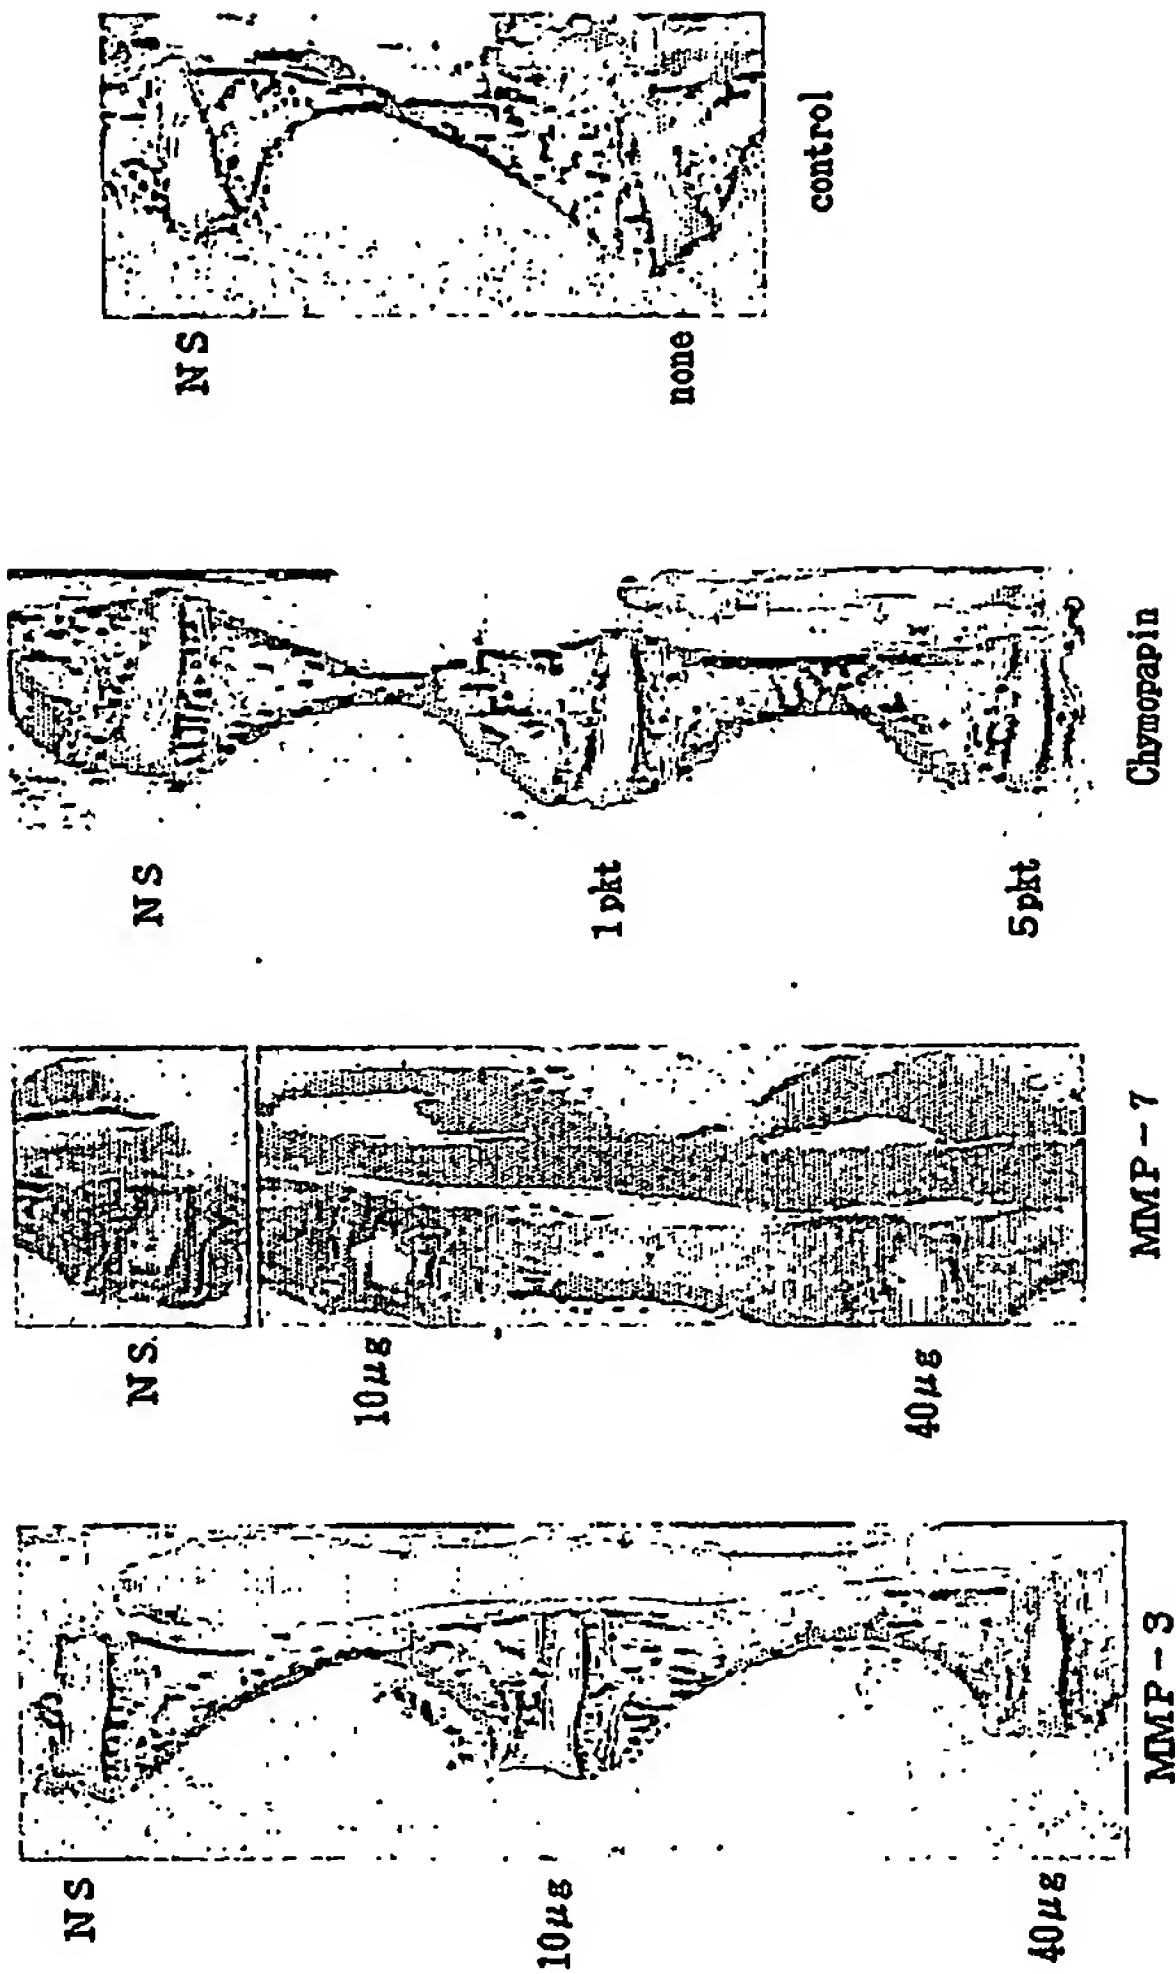 NS
10μg
40μg
MMP-3
NS
10μg
40μg
MMP-7
NS
1pkt
5pkt
Chymopapin
NS
none
control